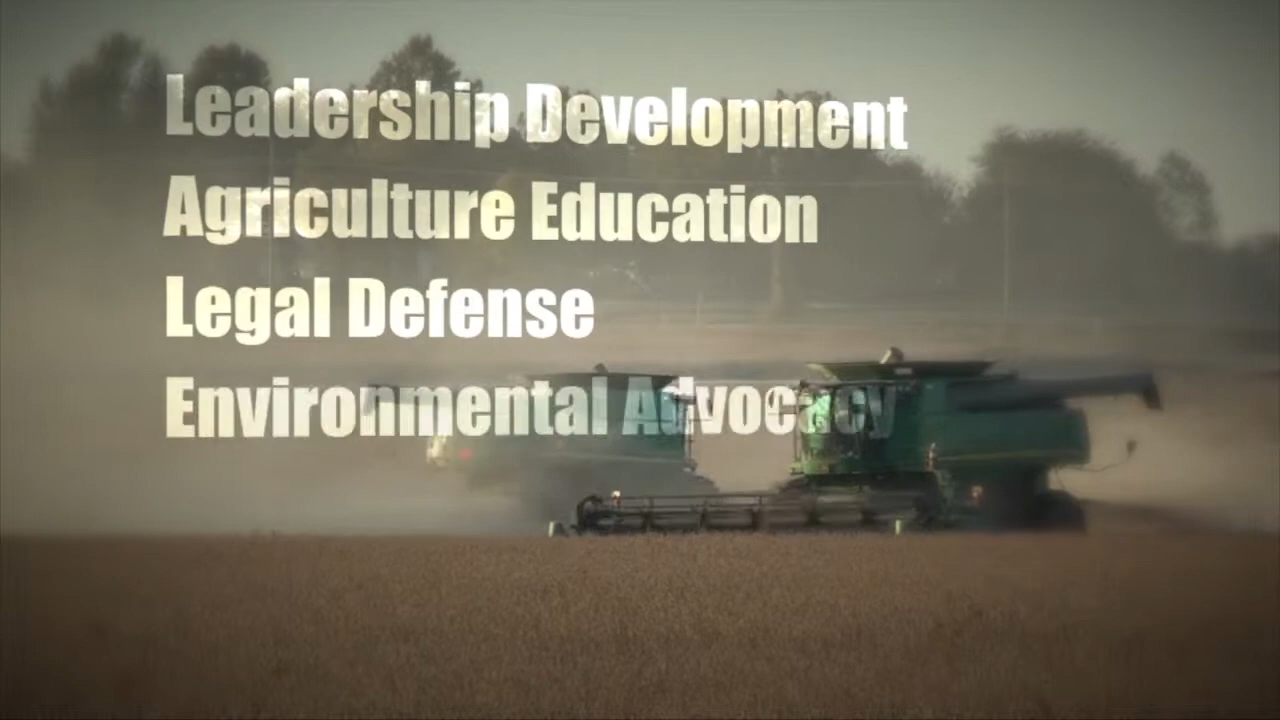 Leadership Development
Agriculture Education
Legal Defense
Environmental Advocacy